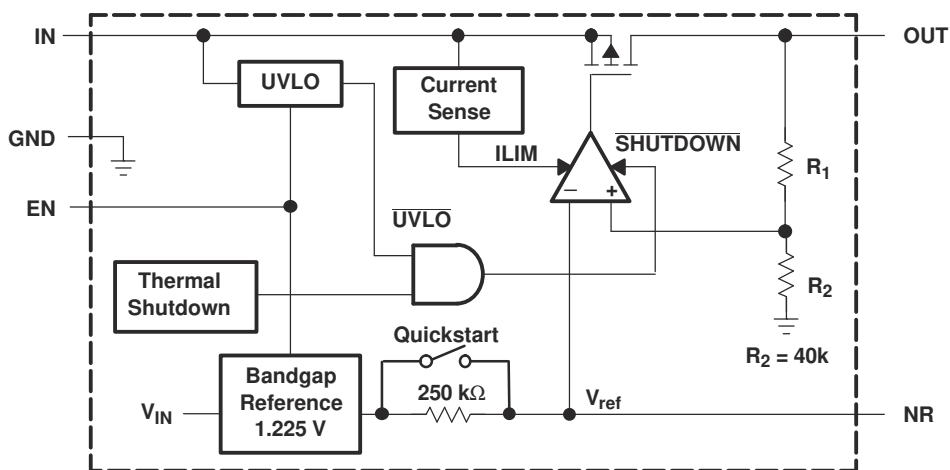 IN
OUT
UVLO
Current
Sense
GND
ILIM
SHUTDOWN
R1
EN
UVLO
– +
Thermal
Shutdown
R2
Quickstart
R2 = 40k
Bandgap
Reference
1.225 V
250 kΩ
VIN
Vref
NR